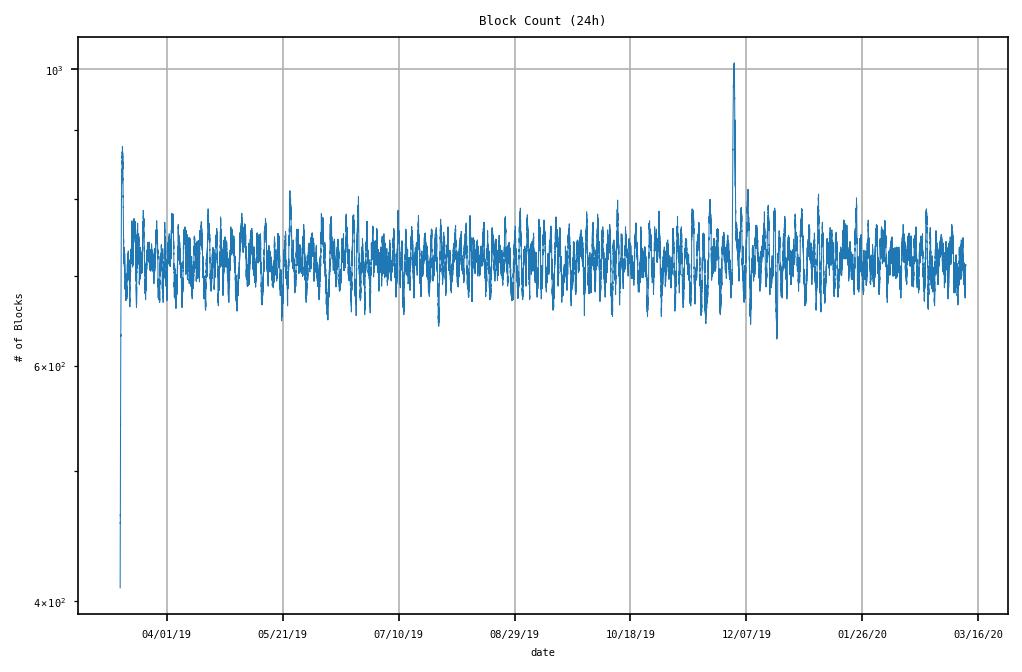 Block Count (24h)
10³
6×10²
4×10²
# of Blocks
04/01/19 05/21/19 07/10/19 08/29/19 10/18/19 12/07/19 01/26/20 03/16/20
date